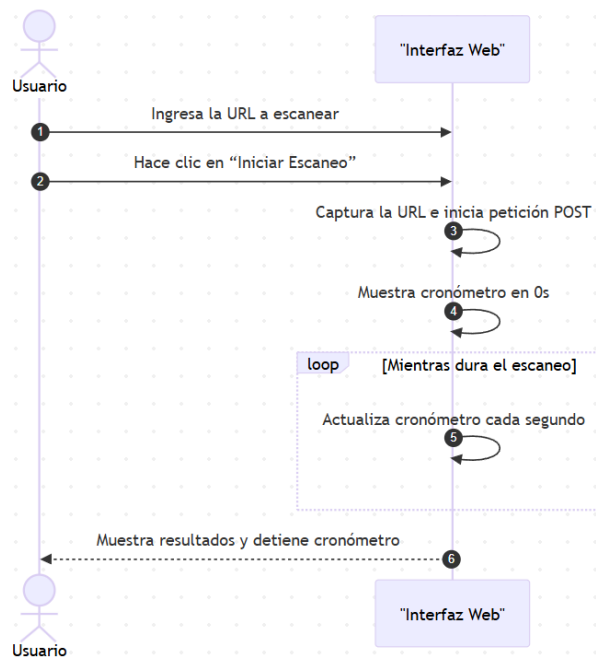 "Interfaz Web"
Usuario
Ingresa la URL a escanear
1
Hace clic en “Iniciar Escaneo”
2
Captura la URL e inicia petición POST
3
Muestra cronómetro en 0s
4
loop [Mientras dura el escaneo]
Actualiza cronómetro cada segundo
5
Muestra resultados y detiene cronómetro
6
"Interfaz Web"
Usuario